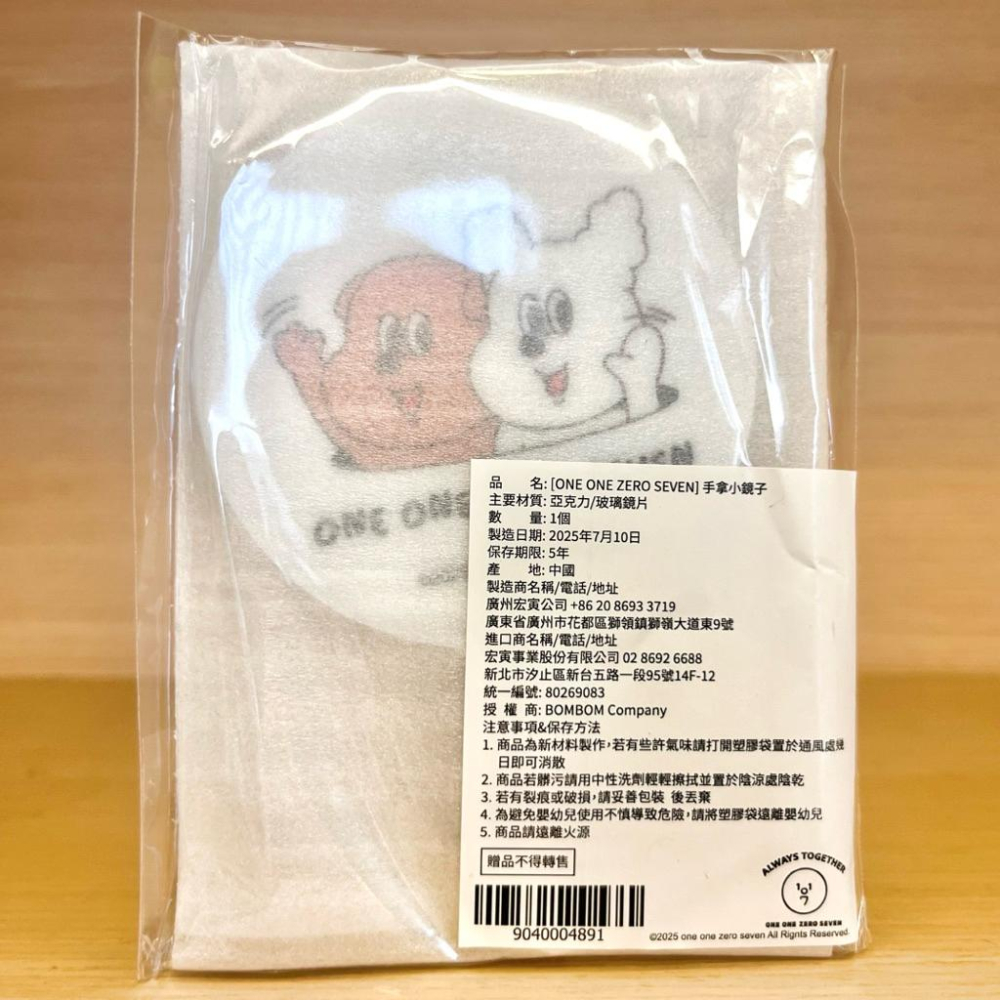 ONE ONE
品 名: [ONE ONE ZERO SEVEN] 手拿小鏡子
主要材質: 亞克力/玻璃鏡片
數 量: 1個
製造日期: 2025年7月10日
保存期限: 5年
產 地: 中國
製造商名稱/電話/地址
廣州宏寅公司 +86 20 8693 3719
廣東省廣州市花都區獅領鎮獅嶺大道東9號
進口商名稱/電話/地址
宏寅事業股份有限公司 02 8692 6688
新北市汐止區新台五路一段95號14F-12
統一編號: 80269083
授 權 商: BOMBOM Company
注意事項&保存方法
1. 商品為新材料製作,若有些許氣味請打開塑膠袋置於通風處幾
日即可消散
2. 商品若髒污請用中性洗劑輕輕擦拭並置於陰涼處陰乾
3. 若有裂痕或破損,請妥善包裝 後丟棄
4. 為避免嬰幼兒使用不慎導致危險,請將塑膠袋遠離嬰幼兒
5. 商品請遠離火源
贈品不得轉售
9040004891
ALWAYS TOGETHER
1017
ONE ONE ZERO SEVEN
©2025 one one zero seven All Rignts Reserved.